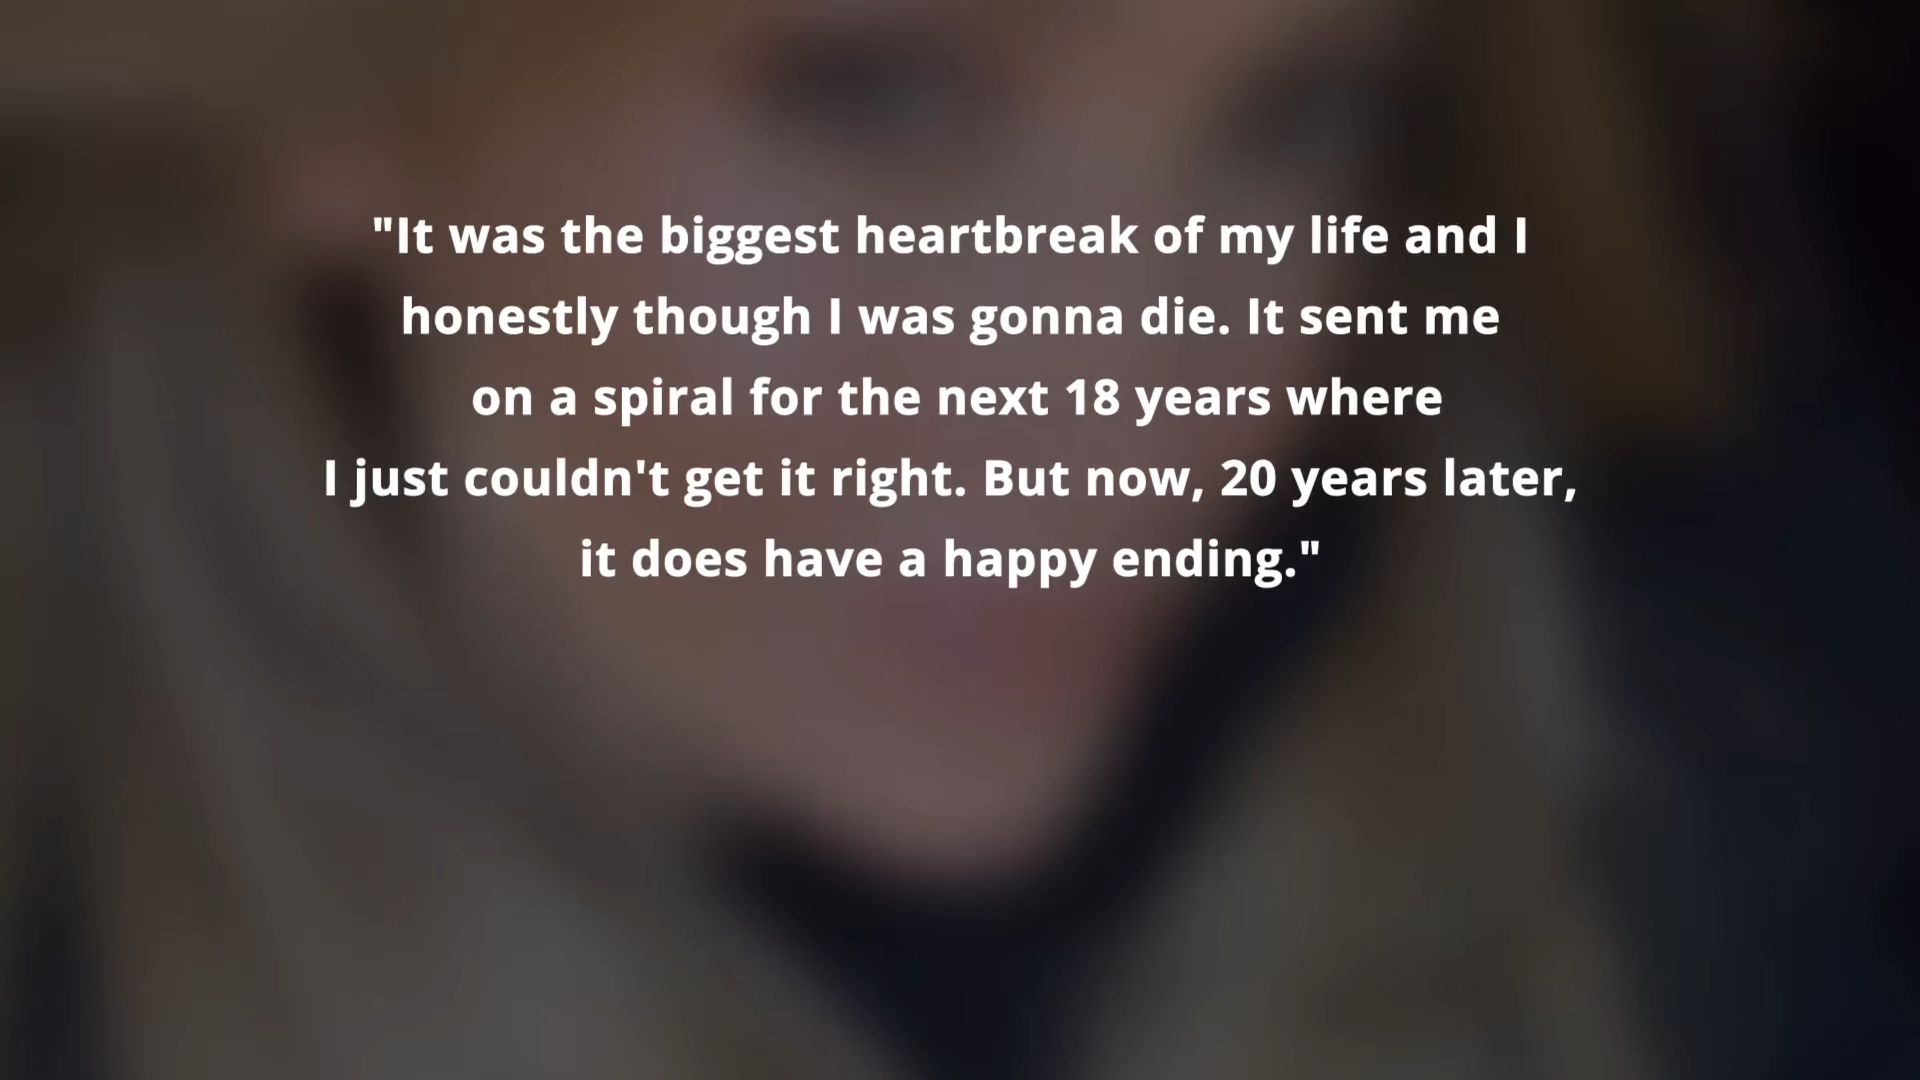 "It was the biggest heartbreak of my life and I
honestly though I was gonna die. It sent me
on a spiral for the next 18 years where
I just couldn't get it right. But now, 20 years later,
it does have a happy ending."